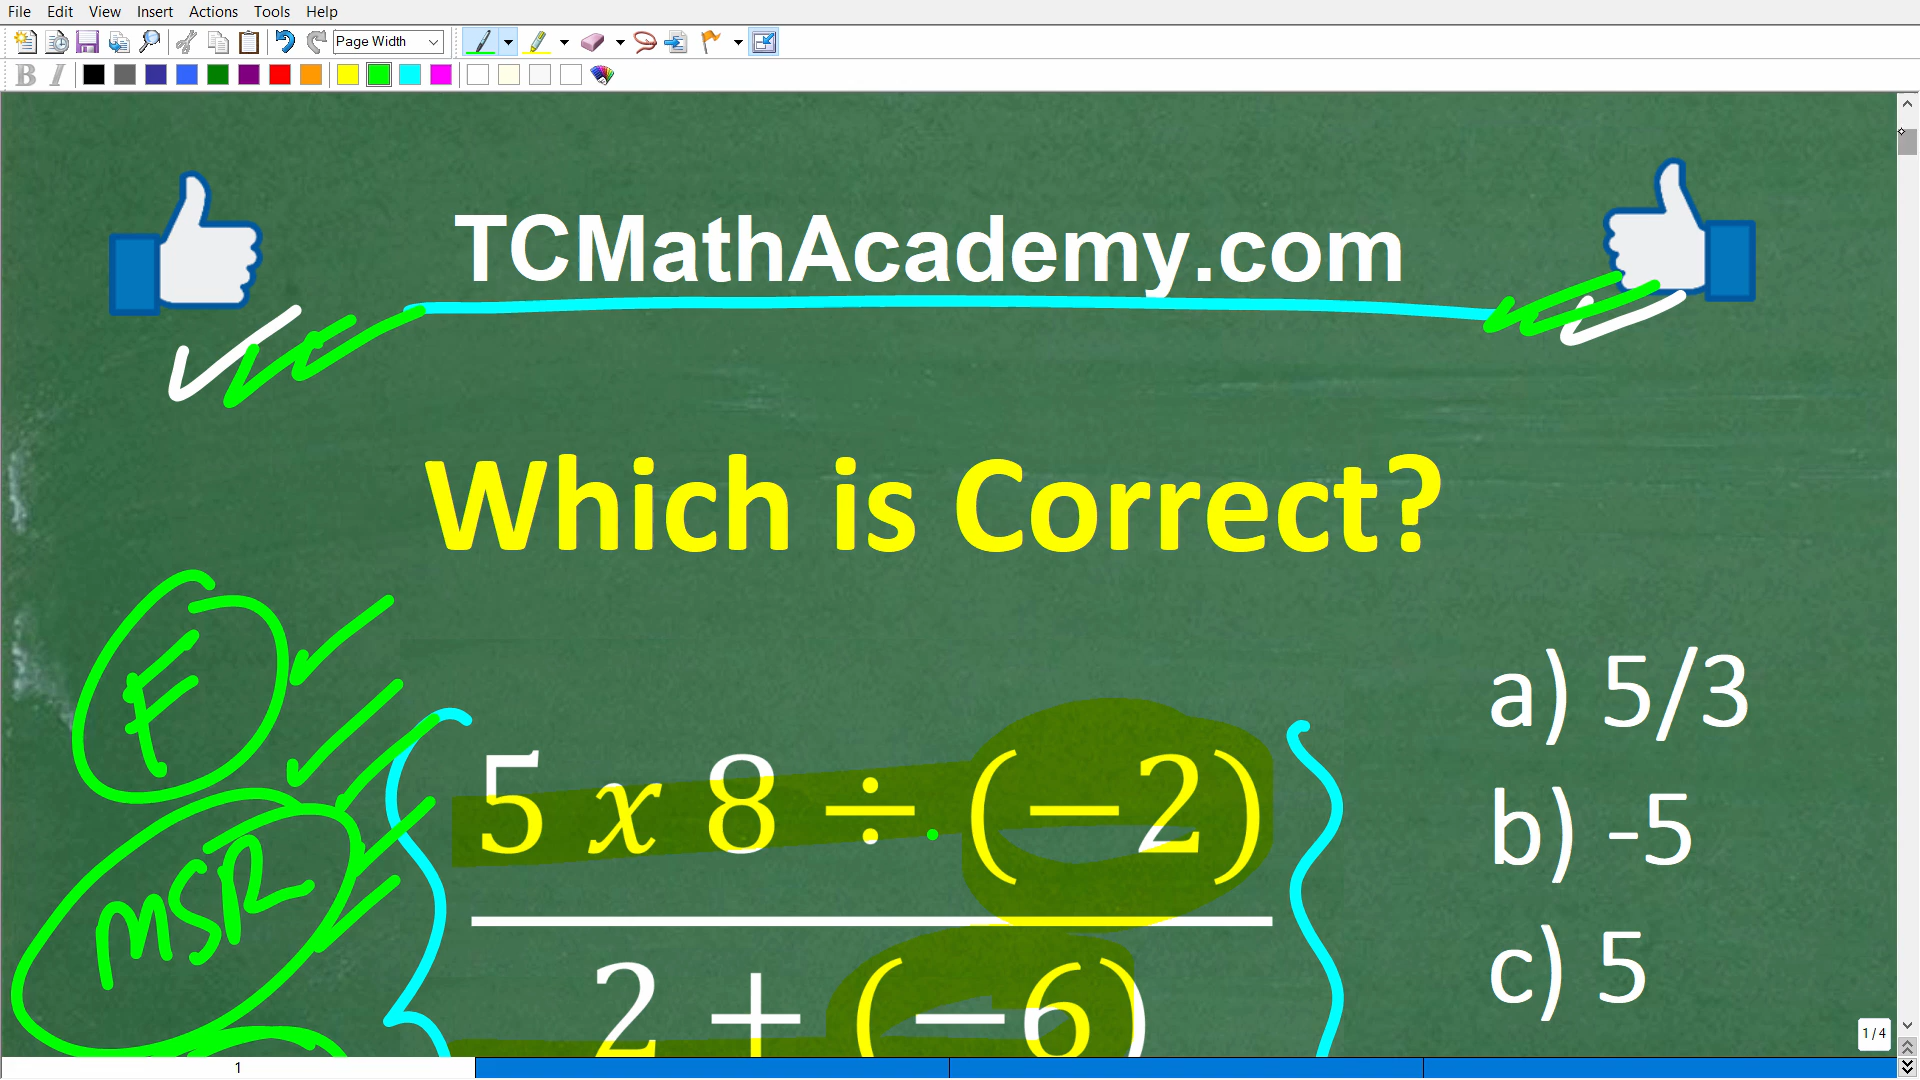 File Edit View Insert Actions Tools Help
Page Width
B I
TCMathAcademy.com
Which is Correct?
F
MSR
5 x 8 ÷ (−2)
2 + (−6)
a) 5/3
b) -5
c) 5
1 / 4
1